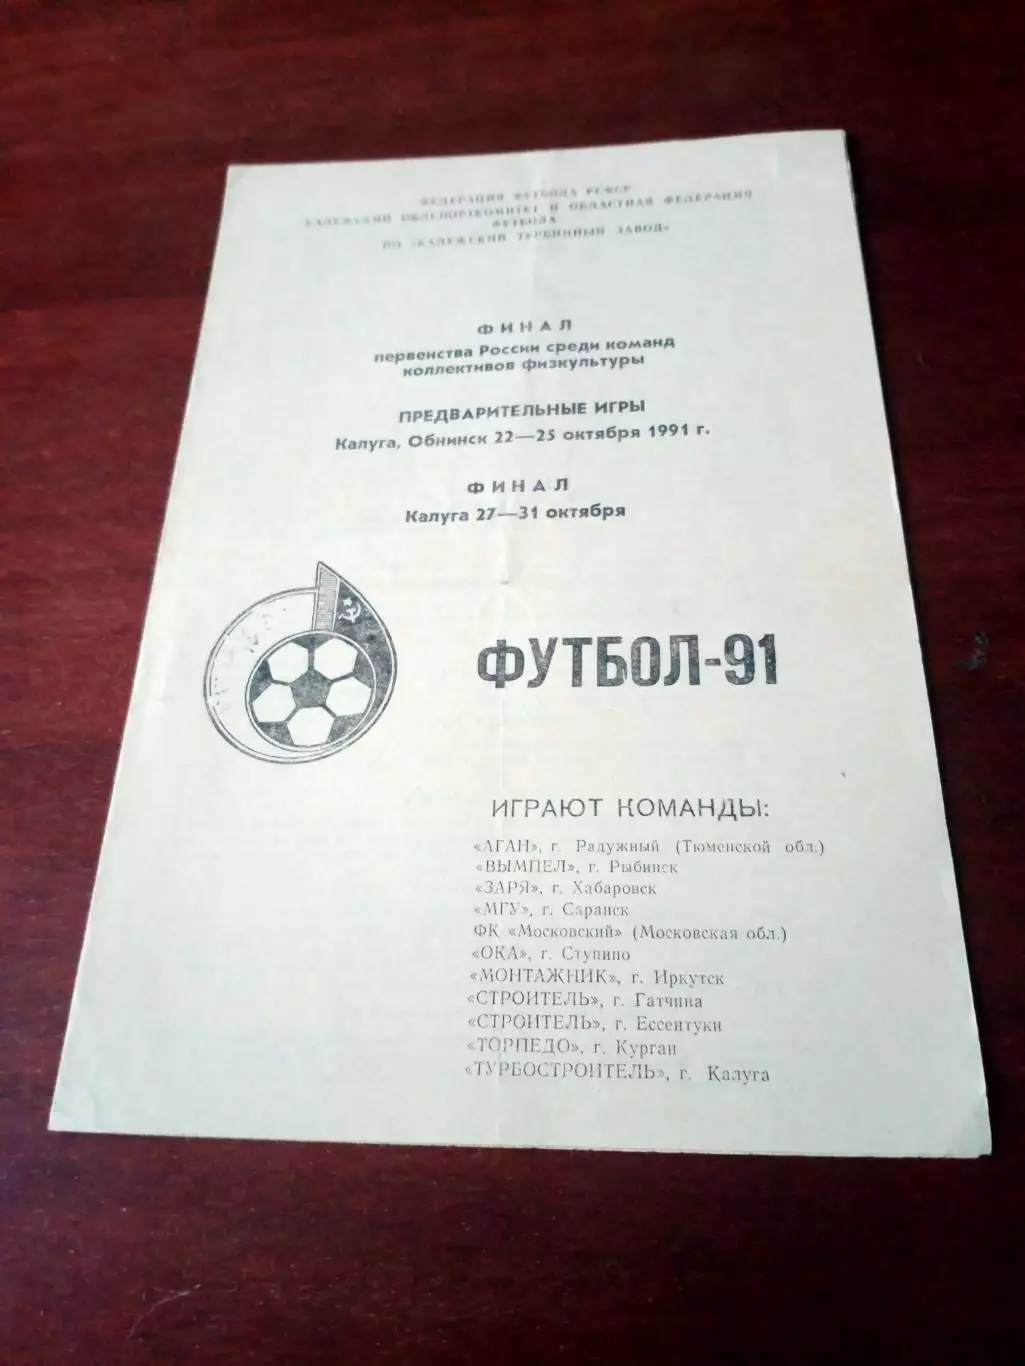 ФЕДЕРАЦИЯ ФУТБОЛА РСФСР
КАЛУЖСКИЙ ОБЛСПОРТКОМИТЕТ И ОБЛАСТНАЯ ФЕДЕРАЦИЯ
ФУТБОЛА
ПО «КАЛУЖСКИЙ ТУРБИННЫЙ ЗАВОД»
ФИНАЛ
первенства России среди команд
коллективов физкультуры
ПРЕДВАРИТЕЛЬНЫЕ ИГРЫ
Калуга, Обнинск 22—25 октября 1991 г.
ФИНАЛ
Калуга 27—31 октября
ФУТБОЛ-91
ИГРАЮТ КОМАНДЫ:
«АГАН», г. Радужный (Тюменской обл.)
«ВЫМПЕЛ», г. Рыбинск
«ЗАРЯ», г. Хабаровск
«МГУ», г. Саранск
ФК «Московский» (Московская обл.)
«ОКА», г. Ступино
«МОНТАЖНИК», г. Иркутск
«СТРОИТЕЛЬ», г. Гатчина
«СТРОИТЕЛЬ», г. Ессентуки
«ТОРПЕДО», г. Курган
«ТУРБОСТРОИТЕЛЬ», г. Калуга